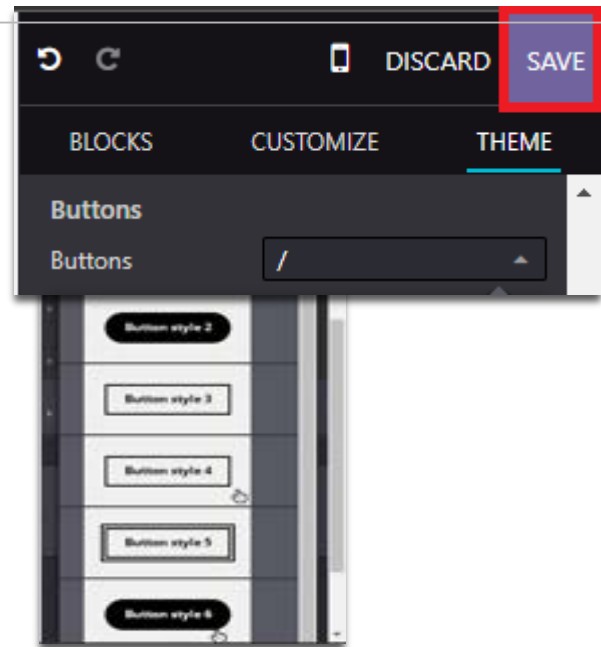 DISCARD SAVE
BLOCKS CUSTOMIZE THEME
Buttons
Buttons /
Button style 2
Button style 3
Button style 4
Button style 5
Button style 6